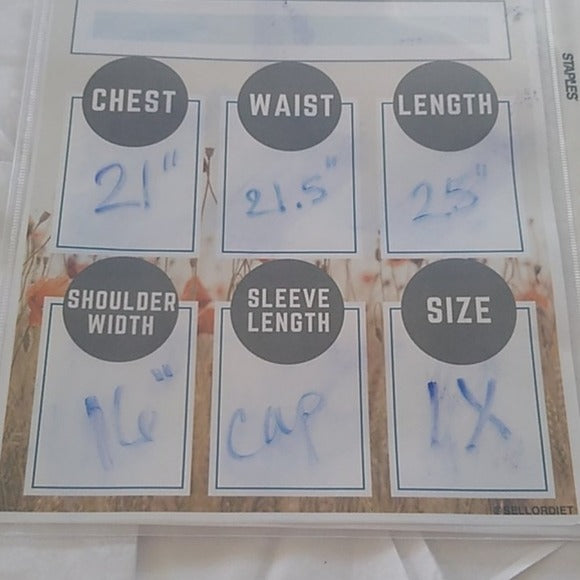 STAPLES
CHEST
WAIST
LENGTH
21"
21.5"
25"
SHOULDER
WIDTH
SLEEVE
LENGTH
SIZE
16"
cap
1X
@SELLORDIET